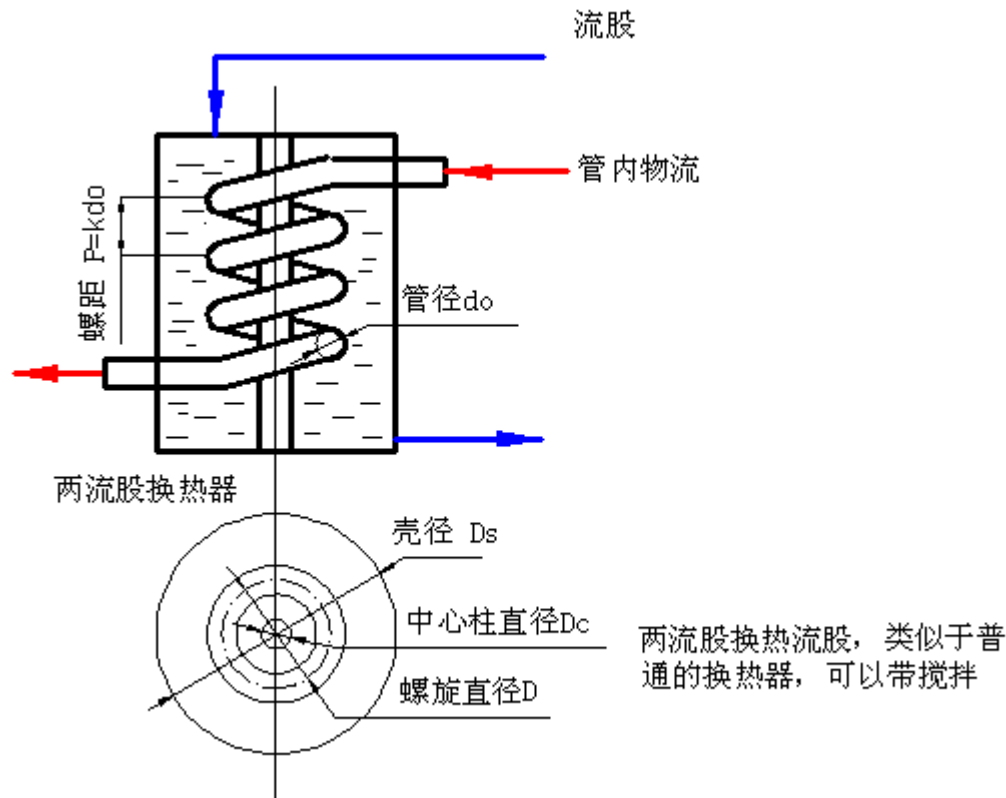 流股
管内物流
螺距 P=kdo
管径do
两流股换热器
壳径 Ds
中心柱直径Dc
螺旋直径D
两流股换热流股，类似于普
通的换热器，可以带搅拌